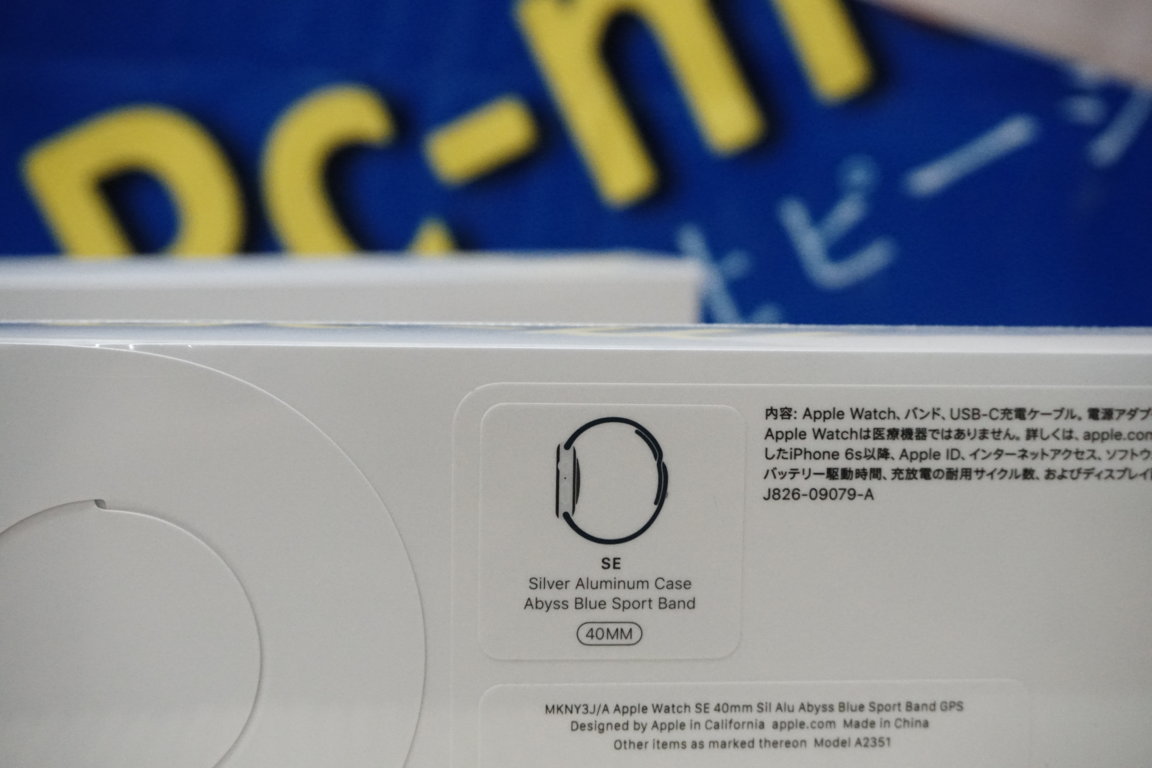 PC-n
ピー
SE
Silver Aluminum Case
Abyss Blue Sport Band
40MM
内容: Apple Watch、バンド、USB-C充電ケーブル。電源アダプ
Apple Watchは医療機器ではありません。詳しくは、apple.com
したiPhone 6s以降、Apple ID、インターネットアクセス、ソフトウ
バッテリー駆動時間、充放電の耐用サイクル数、およびディスプレイ
J826-09079-A
MKNY3J/A Apple Watch SE 40mm Sil Alu Abyss Blue Sport Band GPS
Designed by Apple in California apple.com Made in China
Other items as marked thereon Model A2351